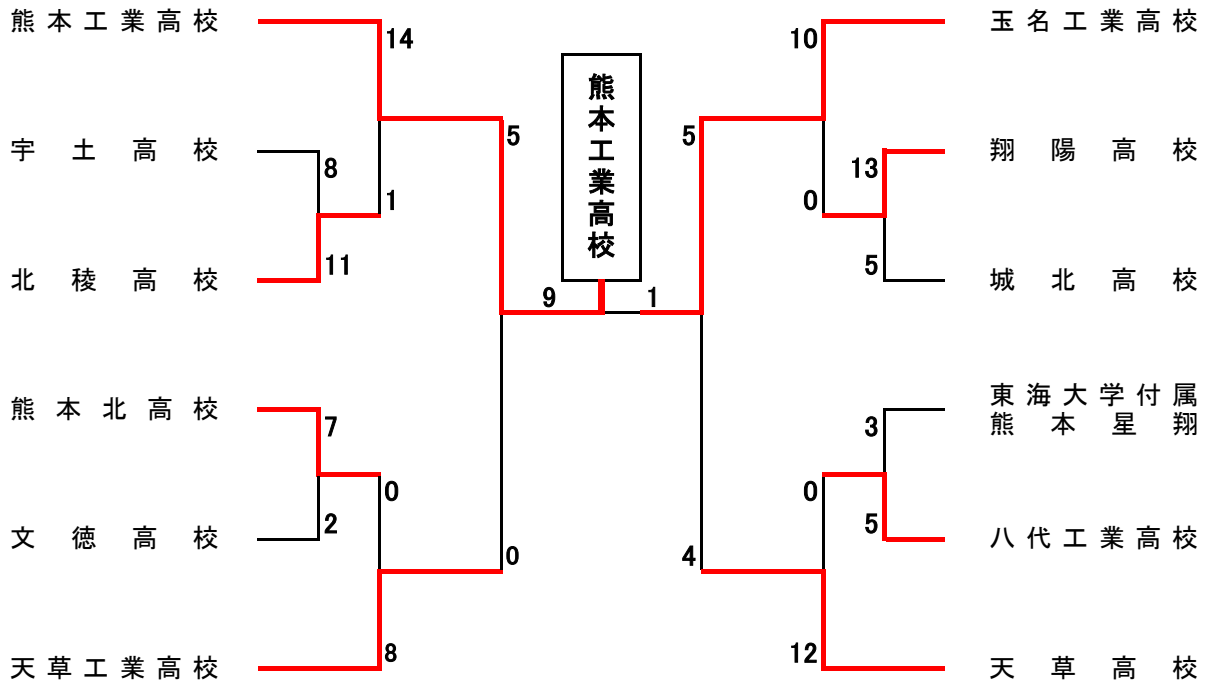 熊本工業高校
14
宇土高校
8
1
北稜高校
11
5
熊本北高校
7
0
文徳高校
2
0
天草工業高校
8
熊本工業高校
9
1
玉名工業高校
10
5
翔陽高校
13
0
城北高校
5
東海大学付属
熊本星翔
3
0
八代工業高校
5
4
天草高校
12